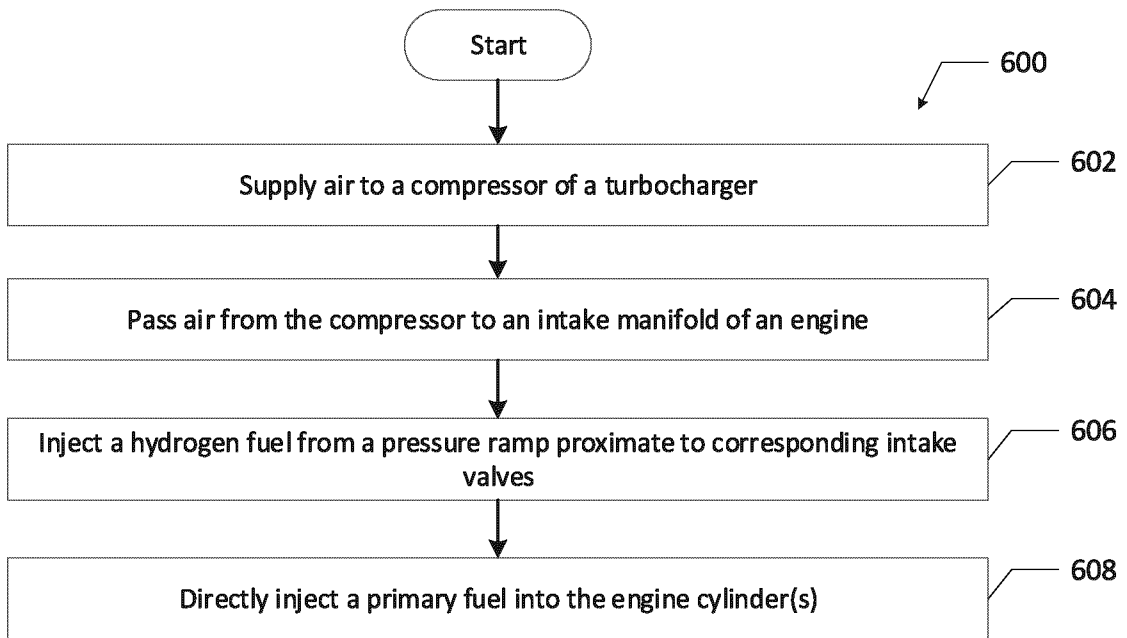 Start
600
Supply air to a compressor of a turbocharger
602
Pass air from the compressor to an intake manifold of an engine
604
Inject a hydrogen fuel from a pressure ramp proximate to corresponding intake
valves
606
Directly inject a primary fuel into the engine cylinder(s)
608